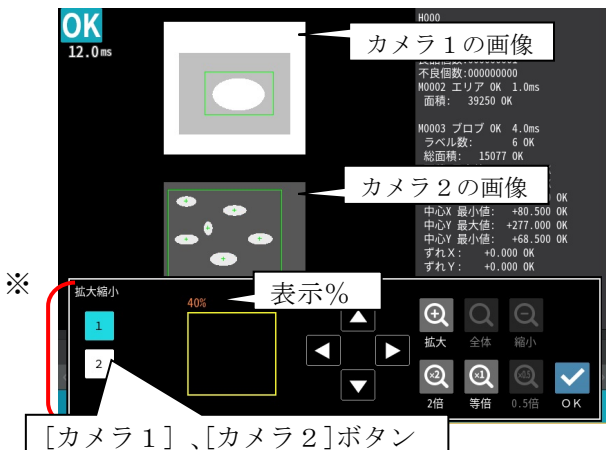 OK
12.0ms
カメラ１の画像
H000
不良個数:000000000
M0002 エリア OK 1.0ms
面積: 39250 OK
M0003 ブロブ OK 4.0ms
ラベル数: 6 OK
総面積: 15077 OK
カメラ２の画像
OK
中心X 最小値: +80.500 OK
中心Y 最大値: +277.000 OK
中心Y 最小値: +68.500 OK
ずれX: +0.000 OK
ずれY: +0.000 OK
※
拡大縮小
40%
表示％
1
2
拡大 全体 縮小
×2 ×1 ×0.5
2倍 等倍 0.5倍 OK
[カメラ１］､[カメラ２]ボタン